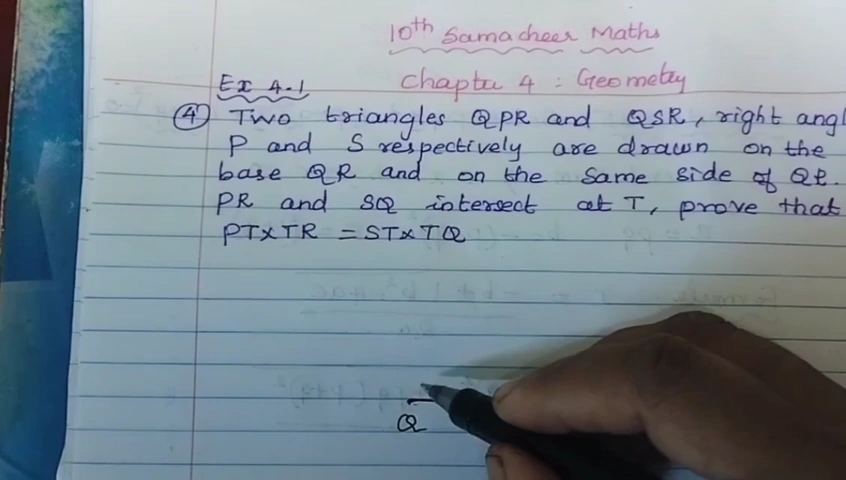 10th Samacheer Maths
Chapter 4 : Geometry
Ex 4.1
④ Two triangles QPR and QSR, right angl
P and S respectively are drawn on the
base QR and on the same side of QR.
PR and SQ intersect at T, prove that
PT×TR = ST×TQ
Q